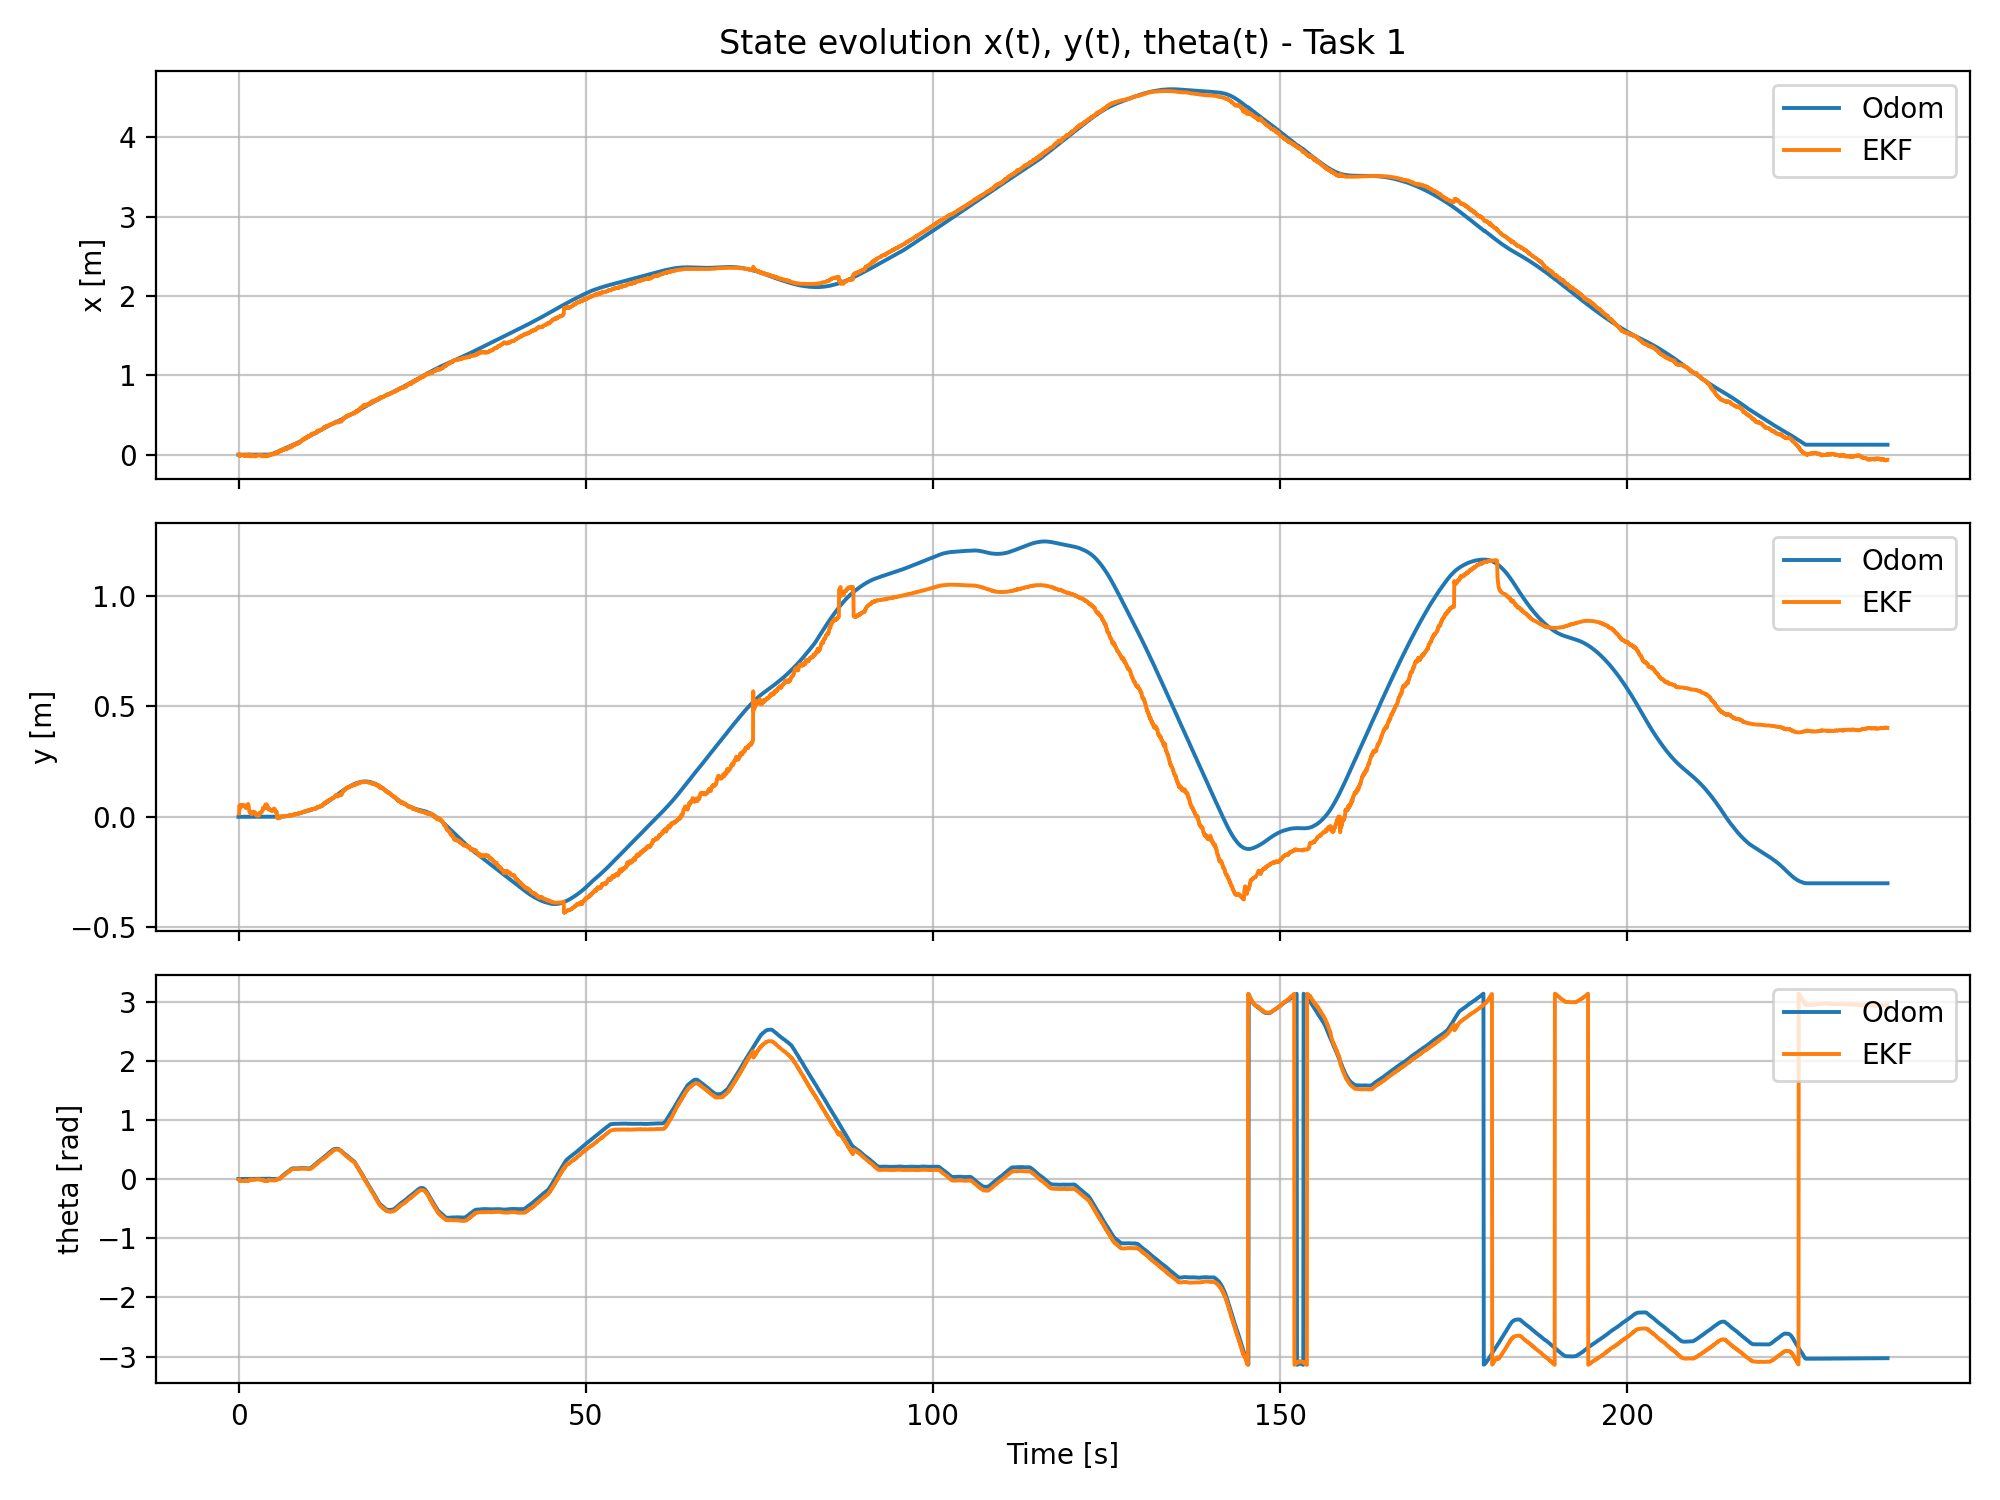 State evolution x(t), y(t), theta(t) - Task 1
x [m]
4
3
2
1
0
Odom
EKF
y [m]
1.0
0.5
0.0
−0.5
Odom
EKF
theta [rad]
3
2
1
0
−1
−2
−3
Odom
EKF
0 50 100 150 200
Time [s]